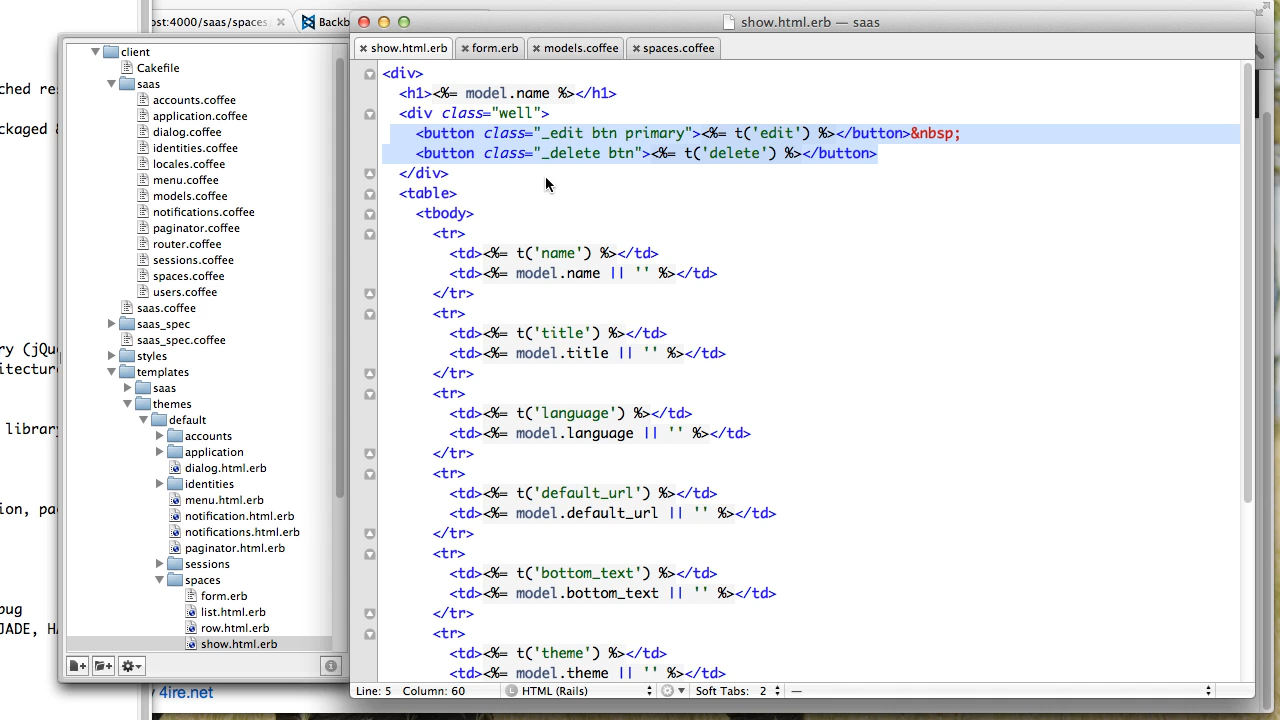 ost:4000/saas/spaces
Backb
show.html.erb — saas
show.html.erb
form.erb
models.coffee
spaces.coffee
client
Cakefile
saas
accounts.coffee
application.coffee
dialog.coffee
identities.coffee
locales.coffee
menu.coffee
models.coffee
notifications.coffee
paginator.coffee
router.coffee
sessions.coffee
spaces.coffee
users.coffee
saas.coffee
saas_spec
saas_spec.coffee
styles
templates
saas
themes
default
accounts
application
dialog.html.erb
identities
menu.html.erb
notification.html.erb
notifications.html.erb
paginator.html.erb
sessions
spaces
form.erb
list.html.erb
row.html.erb
show.html.erb
<div>
<h1><%= model.name %></h1>
<div class="well">
<button class="_edit btn primary"><%= t('edit') %></button>&nbsp;
<button class="_delete btn"><%= t('delete') %></button>
</div>
<table>
<tbody>
<tr>
<td><%= t('name') %></td>
<td><%= model.name || '' %></td>
</tr>
<tr>
<td><%= t('title') %></td>
<td><%= model.title || '' %></td>
</tr>
<tr>
<td><%= t('language') %></td>
<td><%= model.language || '' %></td>
</tr>
<tr>
<td><%= t('default_url') %></td>
<td><%= model.default_url || '' %></td>
</tr>
<tr>
<td><%= t('bottom_text') %></td>
<td><%= model.bottom_text || '' %></td>
</tr>
<tr>
<td><%= t('theme') %></td>
<td><%= model.theme || '' %></td>
Line: 5 Column: 60
HTML (Rails)
Soft Tabs: 2
—
ched res
ckaged &
ry (jQu
itecture
library
ion, pa
bug
JADE, HA
y 4ire.net